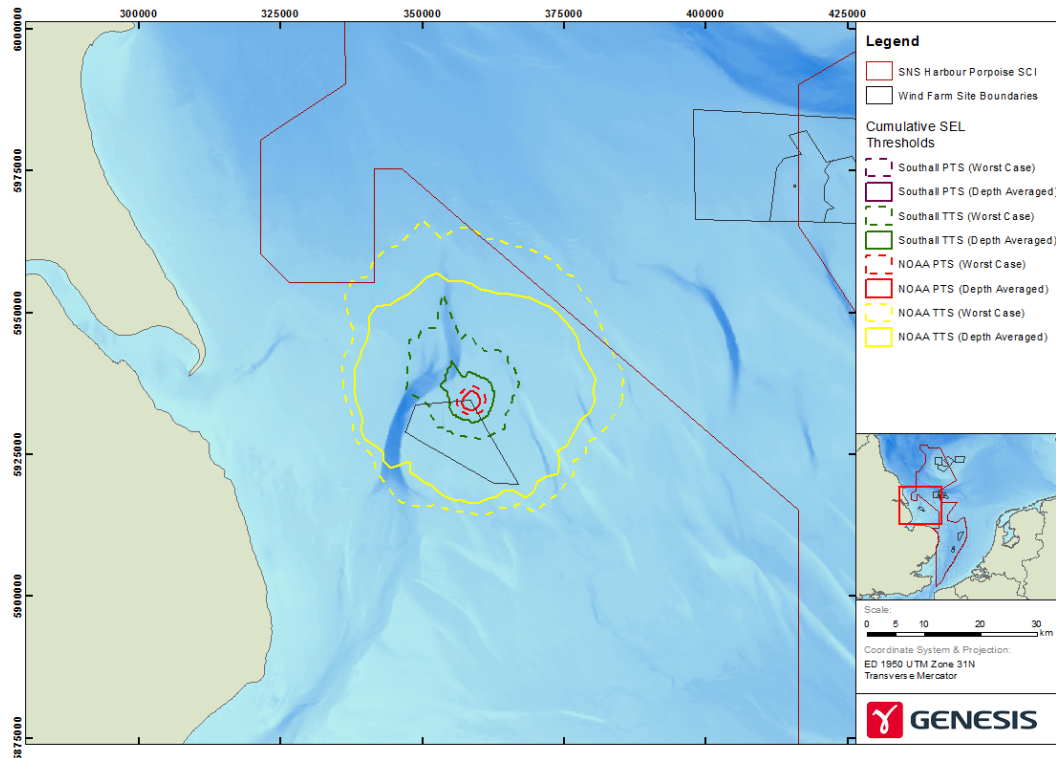 300000 325000 350000 375000 400000 425000
6000000
5975000
5950000
5925000
5900000
5875000
Legend
SNS Harbour Porpoise SCI
Wind Farm Site Boundaries
Cumulative SEL
Thresholds
Southall PTS (Worst Case)
Southall PTS (Depth Averaged)
Southall TTS (Worst Case)
Southall TTS (Depth Averaged)
NOAA PTS (Worst Case)
NOAA PTS (Depth Averaged)
NOAA TTS (Worst Case)
NOAA TTS (Depth Averaged)
Scale:
0 5 10 20 30
km
Coordinate System & Projection:
ED 1950 UTM Zone 31N
Transverse Mercator
GENESIS